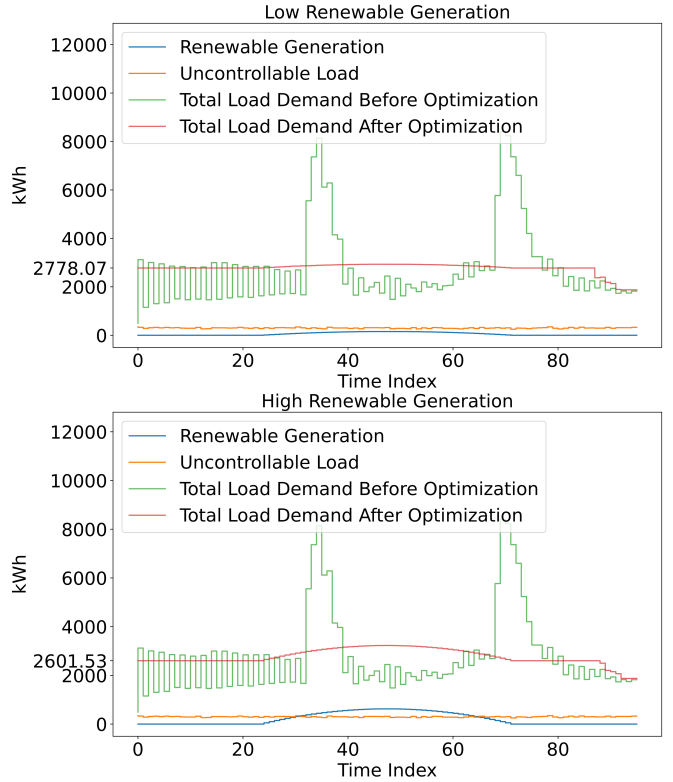 Low Renewable Generation
12000
10000
8000
6000
4000
2778.07
2000
0
kWh
Renewable Generation
Uncontrollable Load
Total Load Demand Before Optimization
Total Load Demand After Optimization
0 20 40 60 80
Time Index
High Renewable Generation
12000
10000
8000
6000
4000
2601.53
2000
0
kWh
Renewable Generation
Uncontrollable Load
Total Load Demand Before Optimization
Total Load Demand After Optimization
0 20 40 60 80
Time Index